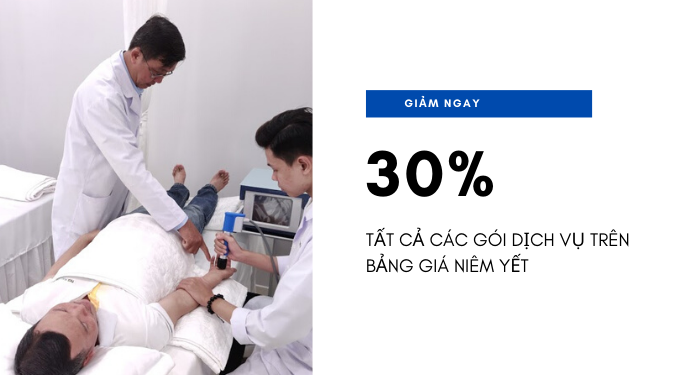 GIẢM NGAY
30%
TẤT CẢ CÁC GÓI DỊCH VỤ TRÊN
BẢNG GIÁ NIÊM YẾT